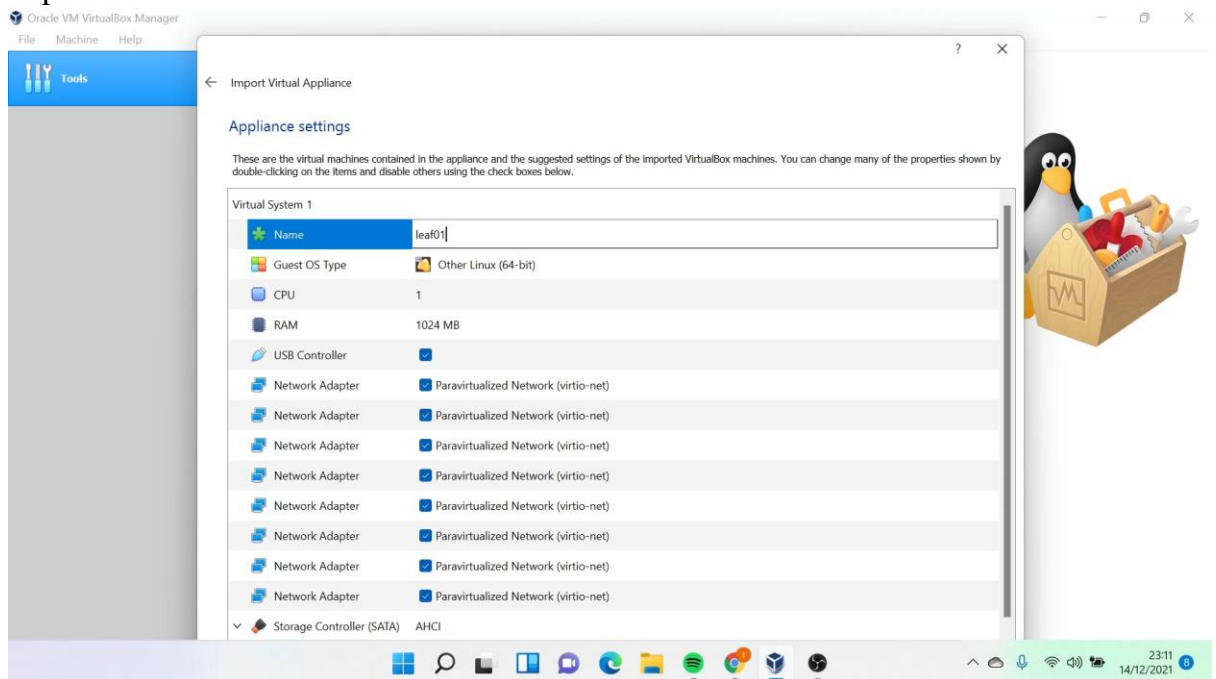 Oracle VM VirtualBox Manager
File Machine Help
Tools
?
Import Virtual Appliance
Appliance settings
These are the virtual machines contained in the appliance and the suggested settings of the imported VirtualBox machines. You can change many of the properties shown by
double-clicking on the items and disable others using the check boxes below.
Virtual System 1
Name leaf01
Guest OS Type Other Linux (64-bit)
CPU 1
RAM 1024 MB
USB Controller
Network Adapter Paravirtualized Network (virtio-net)
Network Adapter Paravirtualized Network (virtio-net)
Network Adapter Paravirtualized Network (virtio-net)
Network Adapter Paravirtualized Network (virtio-net)
Network Adapter Paravirtualized Network (virtio-net)
Network Adapter Paravirtualized Network (virtio-net)
Network Adapter Paravirtualized Network (virtio-net)
Network Adapter Paravirtualized Network (virtio-net)
Storage Controller (SATA) AHCI
23:11
14/12/2021 8